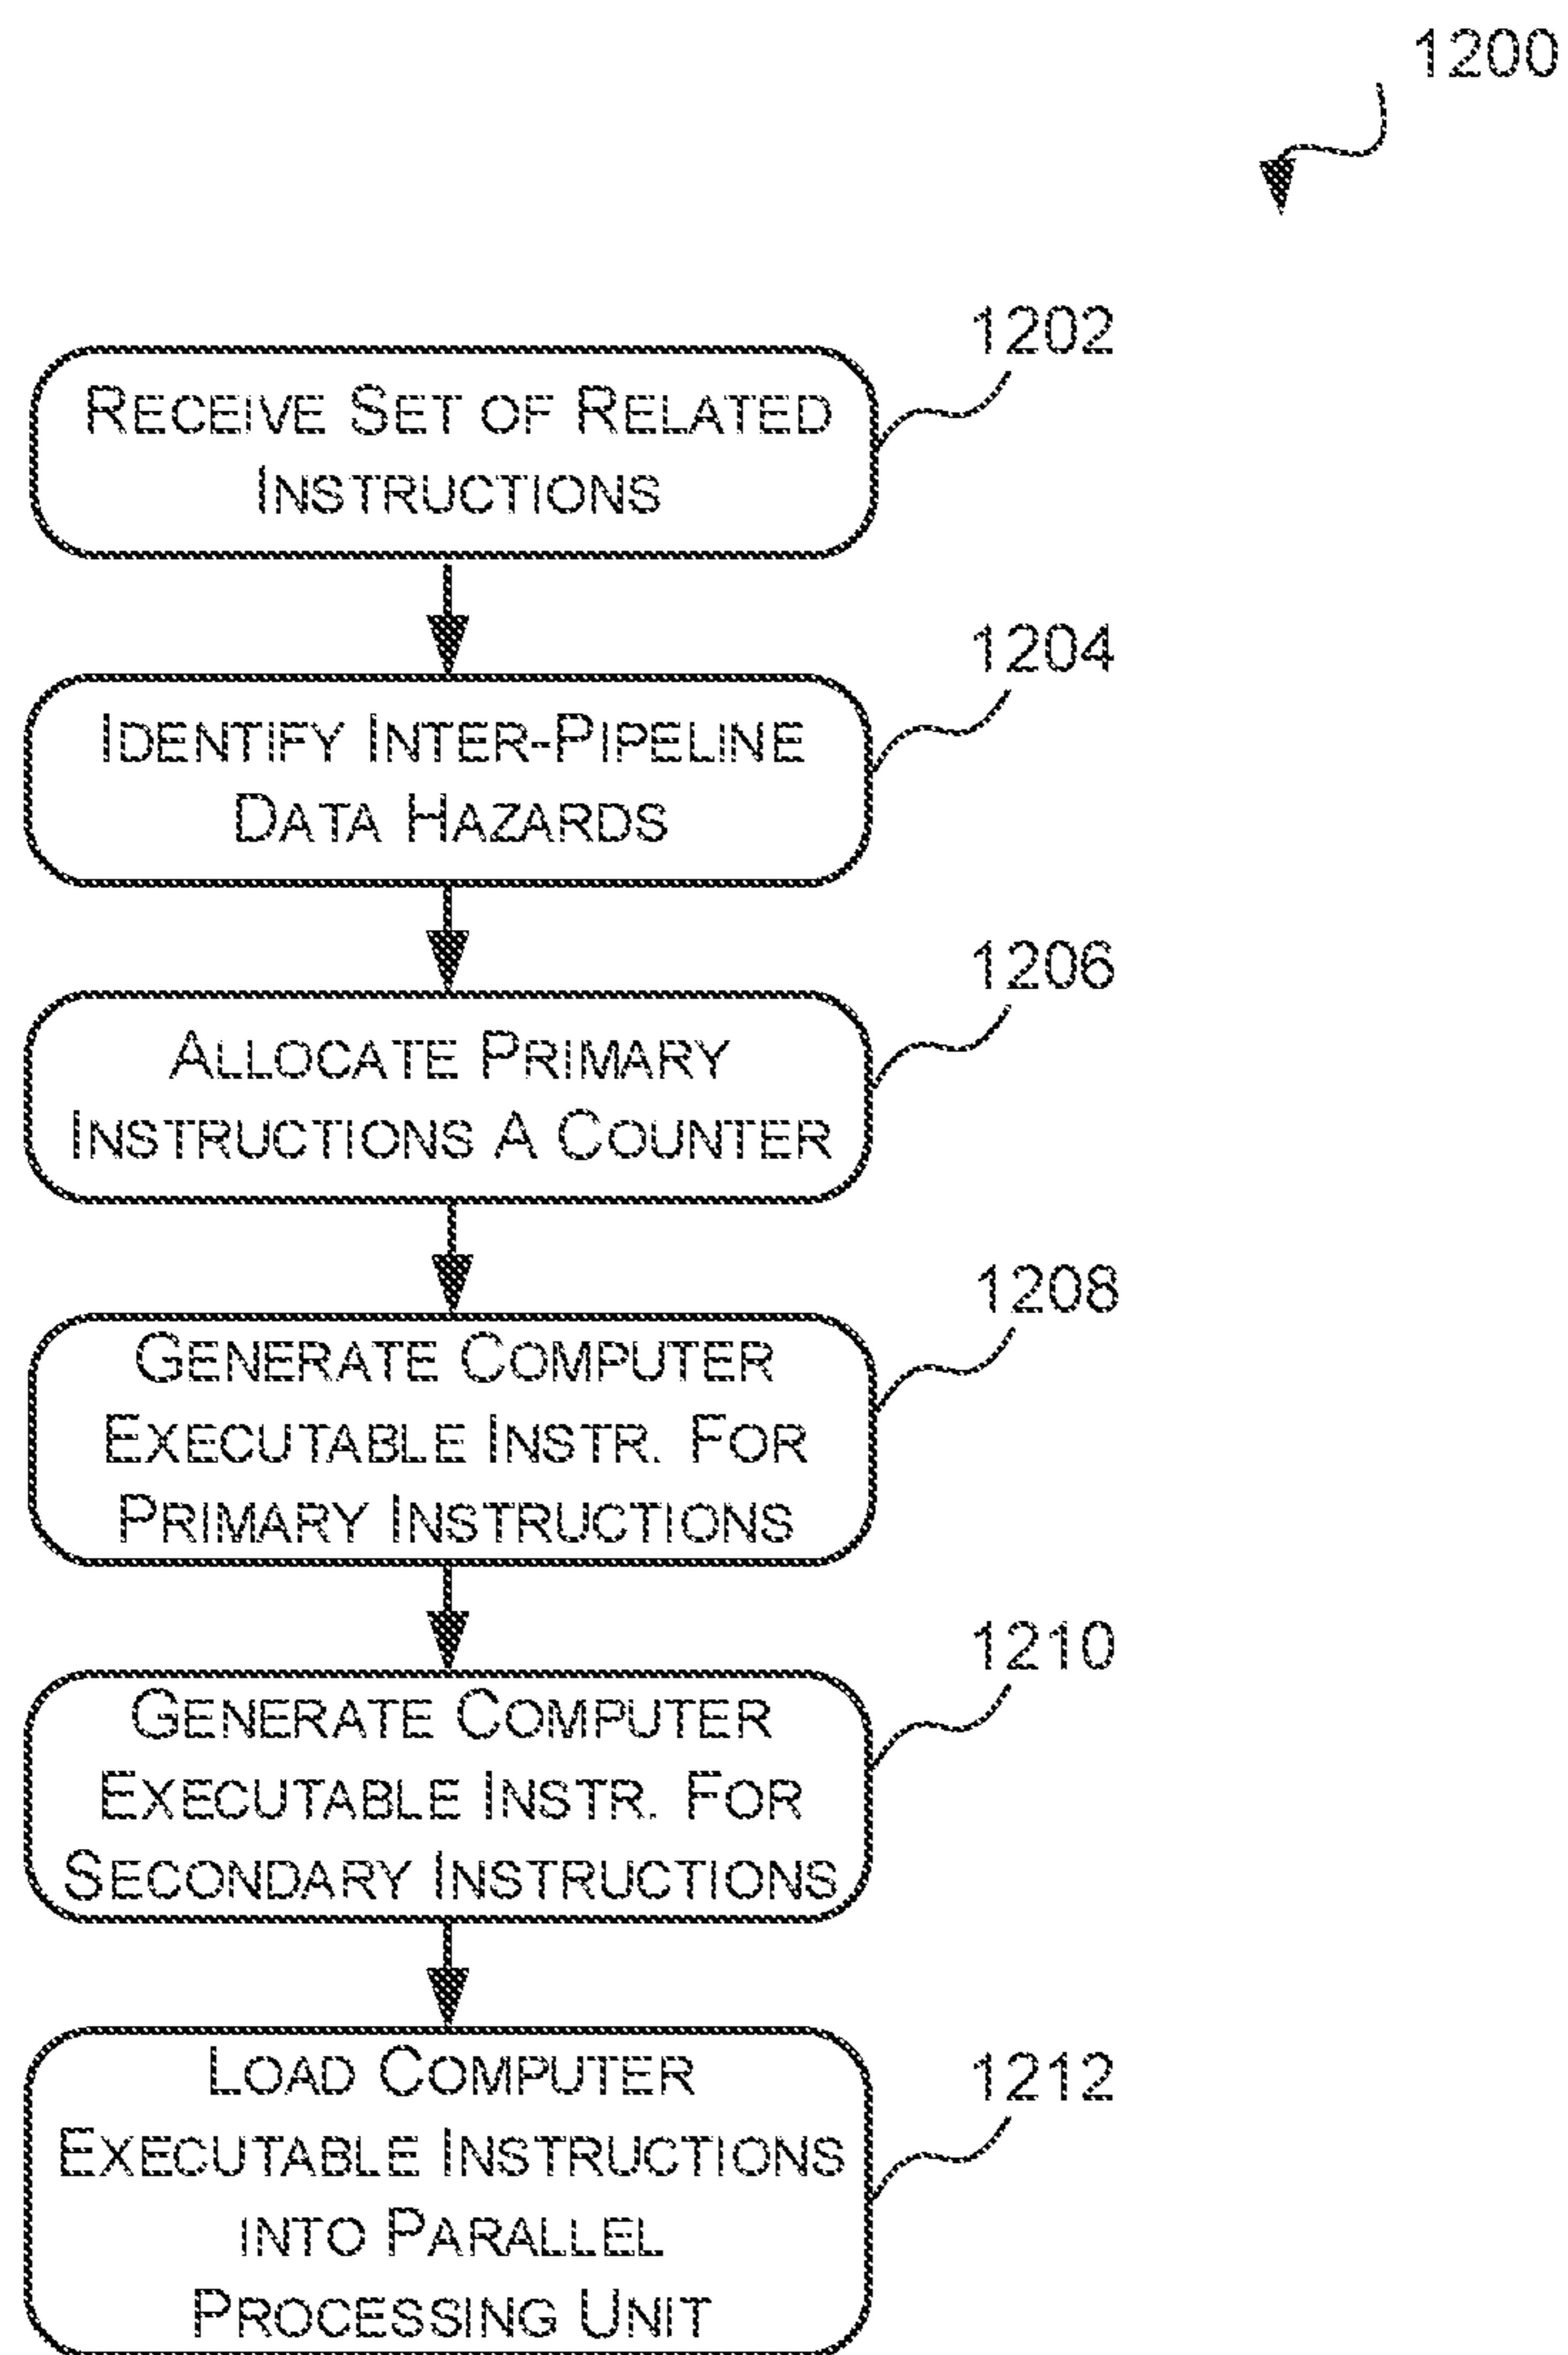 1200
1202
RECEIVE SET OF RELATED
INSTRUCTIONS
1204
IDENTIFY INTER-PIPELINE
DATA HAZARDS
1206
ALLOCATE PRIMARY
INSTRUCTIONS A COUNTER
1208
GENERATE COMPUTER
EXECUTABLE INSTR. FOR
PRIMARY INSTRUCTIONS
1210
GENERATE COMPUTER
EXECUTABLE INSTR. FOR
SECONDARY INSTRUCTIONS
1212
LOAD COMPUTER
EXECUTABLE INSTRUCTIONS
INTO PARALLEL
PROCESSING UNIT